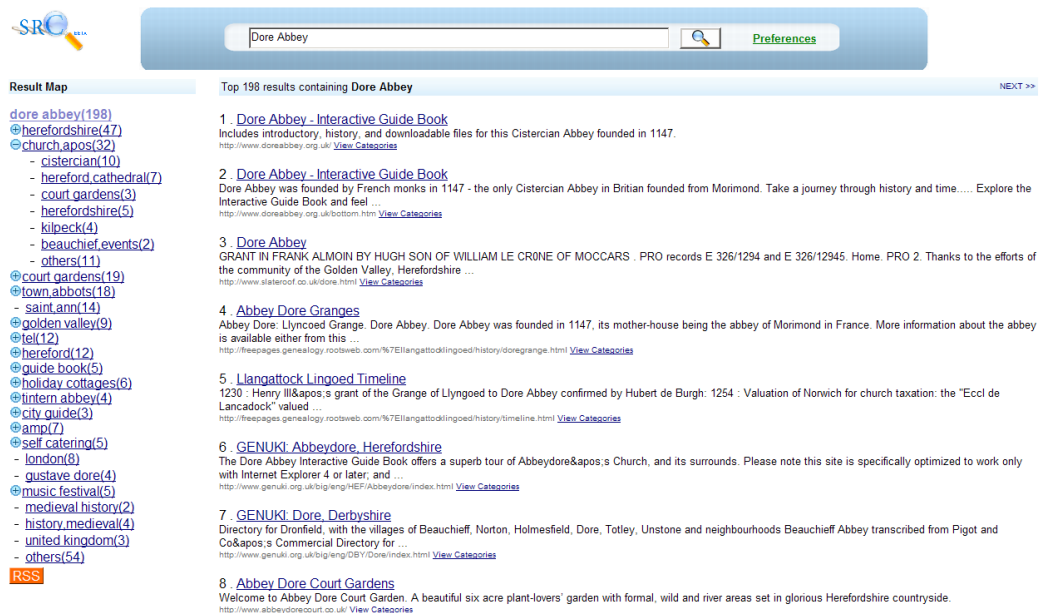 SRC BETA
Dore Abbey
Preferences
Result Map
dore abbey(198)
herefordshire(47)
church,apos(32)
- cistercian(10)
- hereford,cathedral(7)
- court gardens(3)
- herefordshire(5)
- kilpeck(4)
- beauchief,events(2)
- others(11)
court gardens(19)
town,abbots(18)
- saint,ann(14)
golden valley(9)
tel(12)
hereford(12)
guide book(5)
holiday cottages(6)
tintern abbey(4)
city guide(3)
amp(7)
self catering(5)
- london(8)
- gustave dore(4)
music festival(5)
- medieval history(2)
- history,medieval(4)
- united kingdom(3)
- others(54)
RSS
Top 198 results containing Dore Abbey NEXT >>
1 . Dore Abbey - Interactive Guide Book
Includes introductory, history, and downloadable files for this Cistercian Abbey founded in 1147.
http://www.doreabbey.org.uk/ View Categories
2 . Dore Abbey - Interactive Guide Book
Dore Abbey was founded by French monks in 1147 - the only Cistercian Abbey in Britian founded from Morimond. Take a journey through history and time..... Explore the
Interactive Guide Book and feel ...
http://www.doreabbey.org.uk/bottom.htm View Categories
3 . Dore Abbey
GRANT IN FRANK ALMOIN BY HUGH SON OF WILLIAM LE CR0NE OF MOCCARS . PRO records E 326/1294 and E 326/12945. Home. PRO 2. Thanks to the efforts of
the community of the Golden Valley, Herefordshire ...
http://www.slateroof.co.uk/dore.html View Categories
4 . Abbey Dore Granges
Abbey Dore: Llyncoed Grange. Dore Abbey. Dore Abbey was founded in 1147, its mother-house being the abbey of Morimond in France. More information about the abbey
is available either from this ...
http://freepages.genealogy.rootsweb.com/%7Ellangattocklingoed/history/doregrange.html View Categories
5 . Llangattock Lingoed Timeline
1230 : Henry III&apos;s grant of the Grange of Llyngoed to Dore Abbey confirmed by Hubert de Burgh: 1254 : Valuation of Norwich for church taxation: the "Eccl de
Lancadock" valued ...
http://freepages.genealogy.rootsweb.com/%7Ellangattocklingoed/history/timeline.html View Categories
6 . GENUKI: Abbeydore, Herefordshire
The Dore Abbey Interactive Guide Book offers a superb tour of Abbeydore&apos;s Church, and its surrounds. Please note this site is specifically optimized to work only
with Internet Explorer 4 or later; and ...
http://www.genuki.org.uk/big/eng/HEF/Abbeydore/index.html View Categories
7 . GENUKI: Dore, Derbyshire
Directory for Dronfield, with the villages of Beauchieff, Norton, Holmesfield, Dore, Totley, Unstone and neighbourhoods Beauchieff Abbey transcribed from Pigot and
Co&apos;s Commercial Directory for ...
http://www.genuki.org.uk/big/eng/DBY/Dore/index.html View Categories
8 . Abbey Dore Court Gardens
Welcome to Abbey Dore Court Garden. A beautiful six acre plant-lovers' garden with formal, wild and river areas set in glorious Herefordshire countryside.
http://www.abbeydorecourt.co.uk/ View Categories